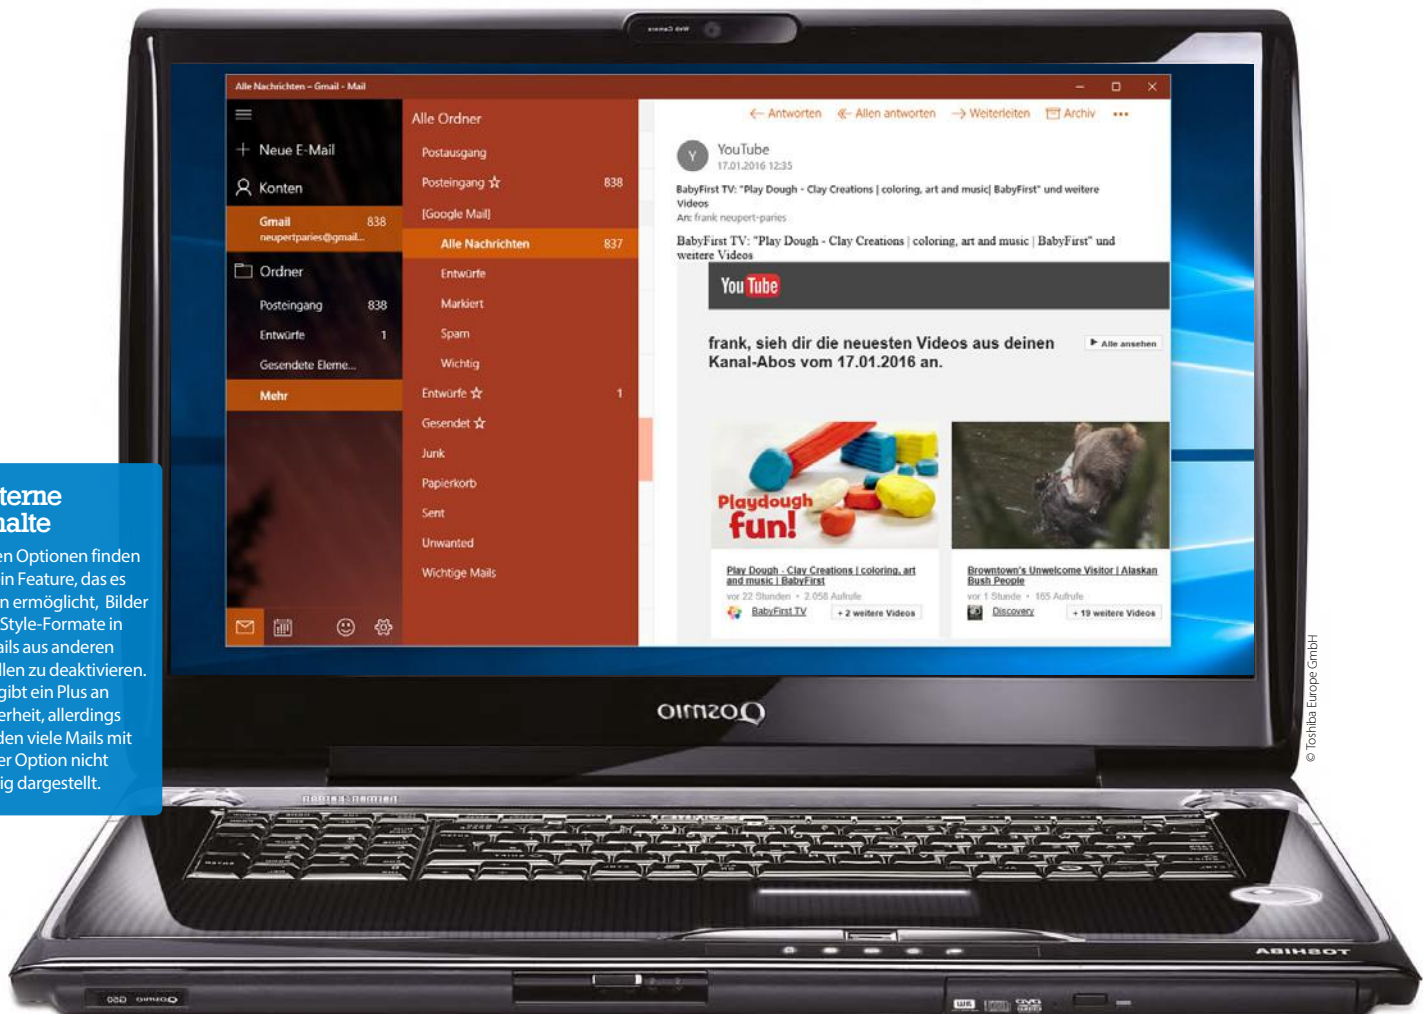 Web Camera
Alle Nachrichten – Gmail - Mail
Neue E-Mail
Konten
Gmail 838
neupertparies@gmail...
Ordner
Posteingang 838
Entwürfe 1
Gesendete Eleme...
Mehr
Alle Ordner
Postausgang
Posteingang ☆ 838
[Google Mail]
Alle Nachrichten 837
Entwürfe
Markiert
Spam
Wichtig
Entwürfe ☆ 1
Gesendet ☆
Junk
Papierkorb
Sent
Unwanted
Wichtige Mails
Antworten Allen antworten Weiterleiten Archiv
Y
YouTube
17.01.2016 12:35
BabyFirst TV: "Play Dough - Clay Creations | coloring, art and music| BabyFirst" und weitere
Videos
An: frank neupert-paries
BabyFirst TV: "Play Dough - Clay Creations | coloring, art and music | BabyFirst" und
weitere Videos
You Tube
frank, sieh dir die neuesten Videos aus deinen
Kanal-Abos vom 17.01.2016 an.
Alle ansehen
Playdough
fun!
Play Dough - Clay Creations | coloring, art
and music | BabyFirst
vor 22 Stunden • 2.058 Aufrufe
BabyFirst TV
+ 2 weitere Videos
Browntown's Unwelcome Visitor | Alaskan
Bush People
vor 1 Stunde • 165 Aufrufe
Discovery
+ 19 weitere Videos
terne
halte
en Optionen finden
in Feature, das es
n ermöglicht, Bilder
Style-Formate in
ails aus anderen
llen zu deaktivieren.
gibt ein Plus an
erheit, allerdings
den viele Mails mit
er Option nicht
ig dargestellt.
Qosmio
© Toshiba Europe GmbH
TOSHIBA
Qosmio G50